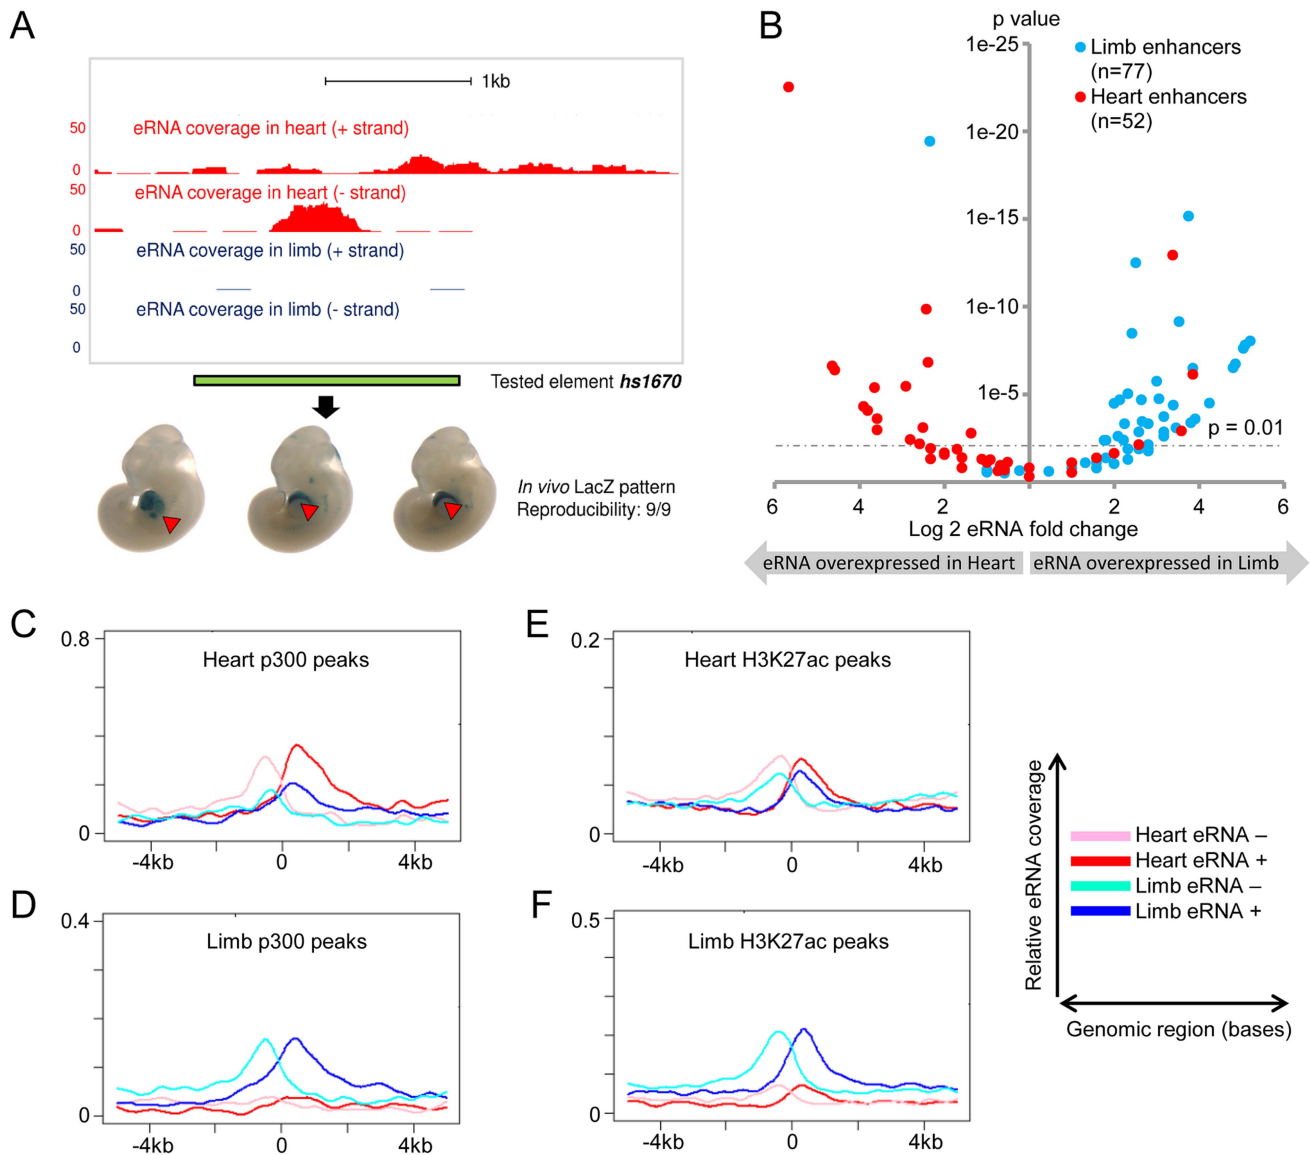 A
1kb
50
eRNA coverage in heart (+ strand)
0
50
eRNA coverage in heart (- strand)
0
50
eRNA coverage in limb (+ strand)
0
50
eRNA coverage in limb (- strand)
0
Tested element hs1670
In vivo LacZ pattern
Reproducibility: 9/9
B
p value
1e-25
1e-20
1e-15
1e-10
1e-5
Limb enhancers
(n=77)
Heart enhancers
(n=52)
p = 0.01
6 4 2 2 4 6
Log 2 eRNA fold change
eRNA overexpressed in Heart
eRNA overexpressed in Limb
C
0.8
Heart p300 peaks
0
-4kb 0 4kb
E
0.2
Heart H3K27ac peaks
0
-4kb 0 4kb
D
0.4
Limb p300 peaks
0
-4kb 0 4kb
F
0.5
Limb H3K27ac peaks
0
-4kb 0 4kb
Relative eRNA coverage
Heart eRNA –
Heart eRNA +
Limb eRNA –
Limb eRNA +
Genomic region (bases)